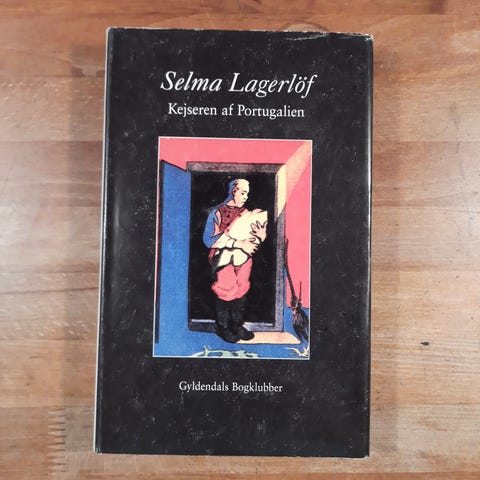 Selma Lagerlöf
Kejseren af Portugalien
Gyldendals Bogklubber